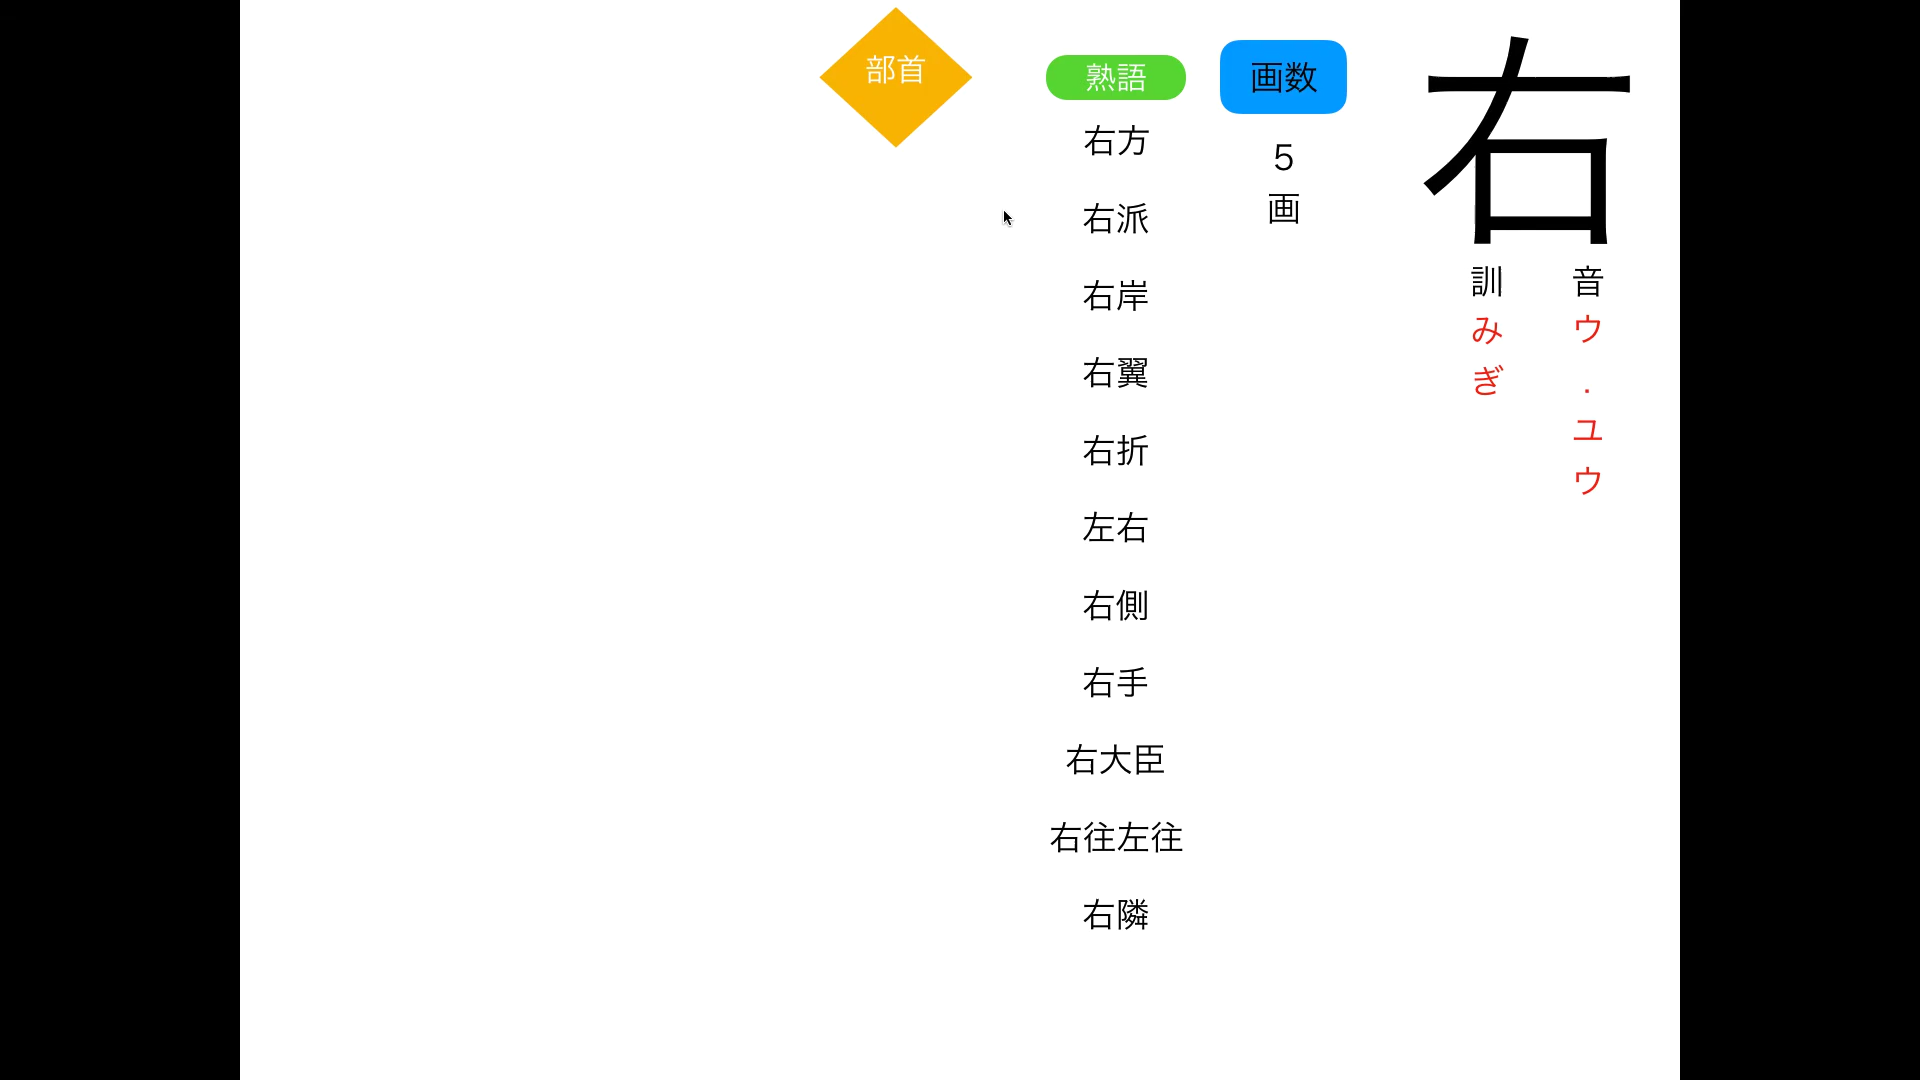 右
音
ウ.ユウ
訓
みぎ
画数
5画
熟語
右方
右派
右岸
右翼
右折
左右
右側
右手
右大臣
右往左往
右隣
部首